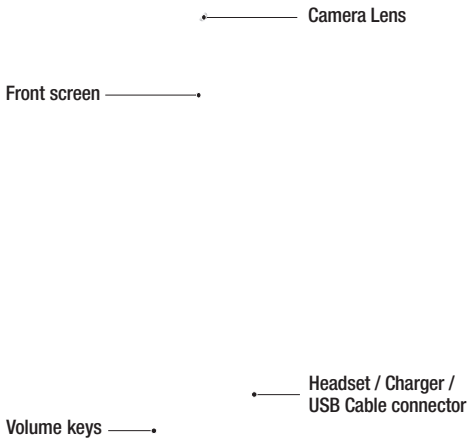 Camera Lens
Front screen
Headset / Charger /
USB Cable connector
Volume keys